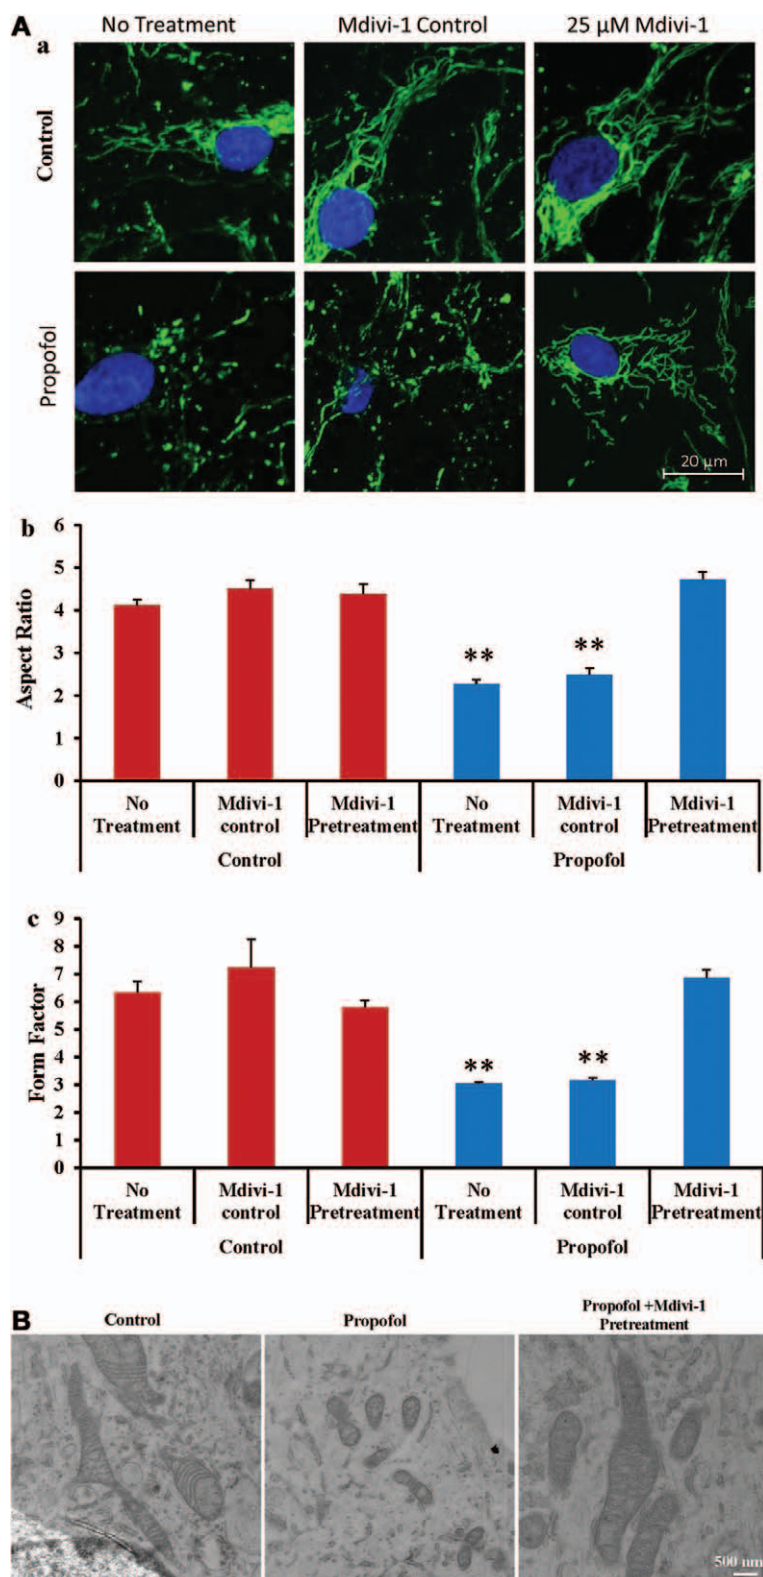 A
No Treatment Mdivi-1 Control 25 µM Mdivi-1
a
Control
Propofol
20 µm
b
Aspect Ratio
6
5
4
3
2
1
0
** **
No Mdivi-1 Mdivi-1 No Mdivi-1 Mdivi-1
Treatment control Pretreatment Treatment control Pretreatment
Control Propofol
c
Form Factor
9
8
7
6
5
4
3
2
1
0
** **
No Mdivi-1 Mdivi-1 No Mdivi-1 Mdivi-1
Treatment control Pretreatment Treatment control Pretreatment
Control Propofol
B
Control Propofol Propofol +Mdivi-1
Pretreatment
500 nm